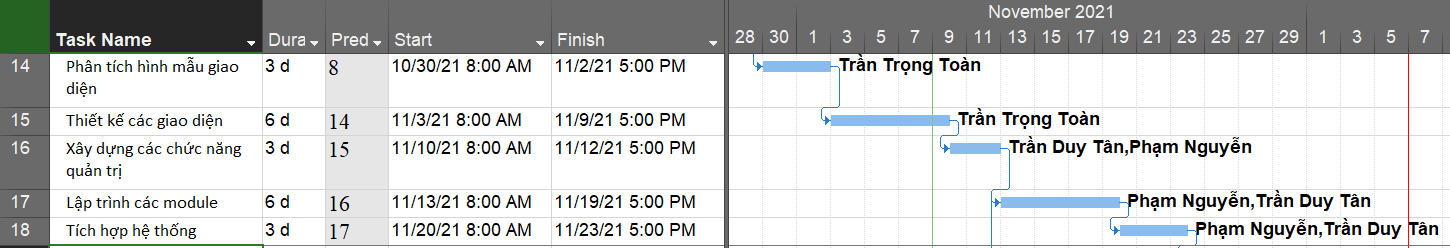 November 2021
Task Name Dura Pred Start Finish 28 30 1 3 5 7 9 11 13 15 17 19 21 23 25 27 29 1 3 5 7
14 Phân tích hình mẫu giao 3 d 8 10/30/21 8:00 AM 11/2/21 5:00 PM Trần Trọng Toàn
diện
15 Thiết kế các giao diện 6 d 14 11/3/21 8:00 AM 11/9/21 5:00 PM Trần Trọng Toàn
16 Xây dựng các chức năng 3 d 15 11/10/21 8:00 AM 11/12/21 5:00 PM Trần Duy Tân,Phạm Nguyễn
quản trị
17 Lập trình các module 6 d 16 11/13/21 8:00 AM 11/19/21 5:00 PM Phạm Nguyễn,Trần Duy Tân
18 Tích hợp hệ thống 3 d 17 11/20/21 8:00 AM 11/23/21 5:00 PM Phạm Nguyễn,Trần Duy Tân